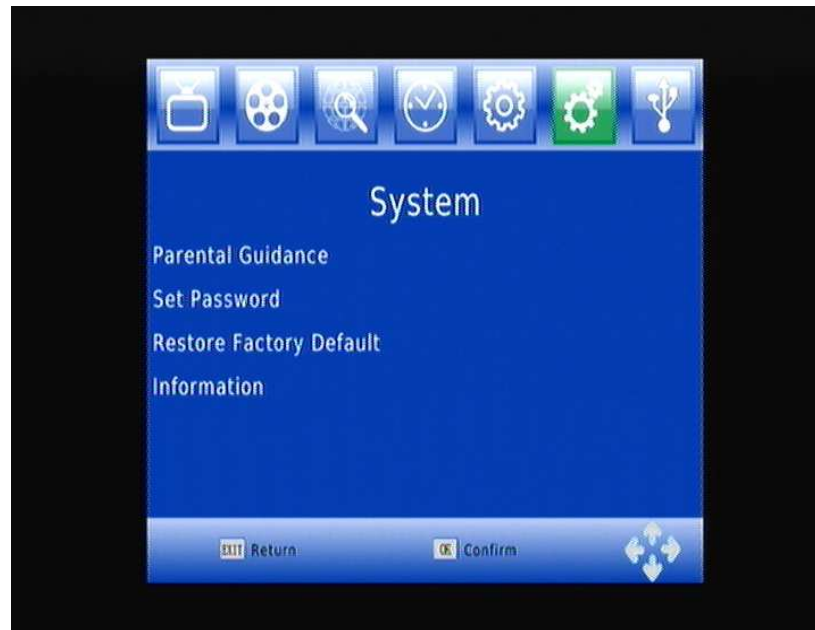 System
Parental Guidance
Set Password
Restore Factory Default
Information
EXIT Return
OK Confirm